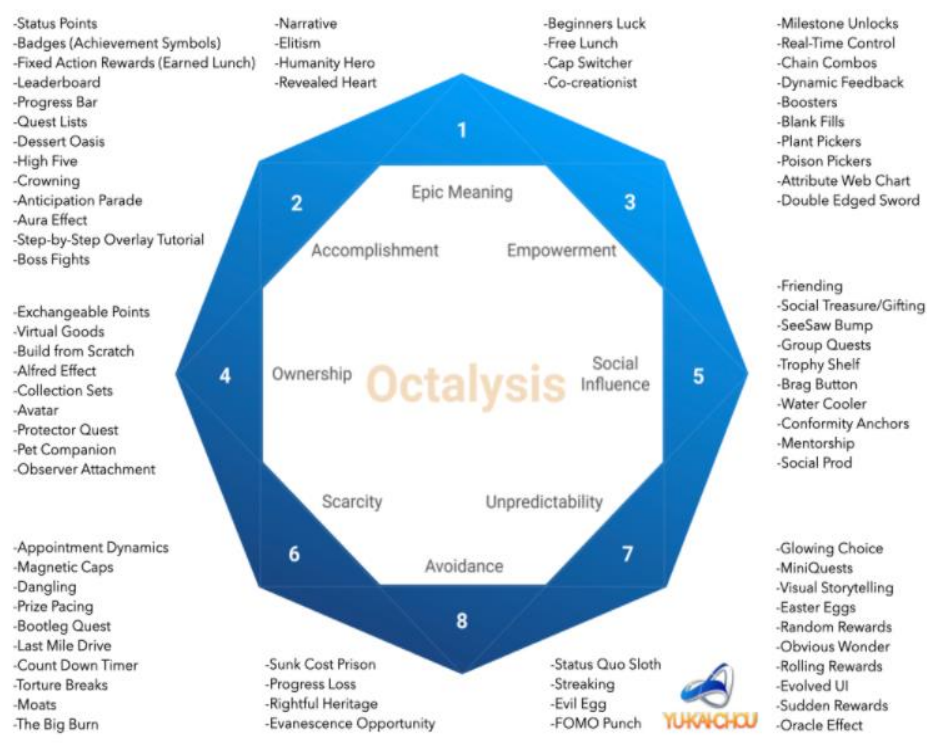 -Status Points
-Badges (Achievement Symbols)
-Fixed Action Rewards (Earned Lunch)
-Leaderboard
-Progress Bar
-Quest Lists
-Dessert Oasis
-High Five
-Crowning
-Anticipation Parade
-Aura Effect
-Step-by-Step Overlay Tutorial
-Boss Fights
-Narrative
-Elitism
-Humanity Hero
-Revealed Heart
-Beginners Luck
-Free Lunch
-Cap Switcher
-Co-creationist
-Milestone Unlocks
-Real-Time Control
-Chain Combos
-Dynamic Feedback
-Boosters
-Blank Fills
-Plant Pickers
-Poison Pickers
-Attribute Web Chart
-Double Edged Sword
1
Epic Meaning
2
Accomplishment
3
Empowerment
4
Ownership
Octalysis
Social
Influence
5
-Exchangeable Points
-Virtual Goods
-Build from Scratch
-Alfred Effect
-Collection Sets
-Avatar
-Protector Quest
-Pet Companion
-Observer Attachment
-Friending
-Social Treasure/Gifting
-SeeSaw Bump
-Group Quests
-Trophy Shelf
-Brag Button
-Water Cooler
-Conformity Anchors
-Mentorship
-Social Prod
Scarcity
6
Unpredictability
7
Avoidance
8
-Appointment Dynamics
-Magnetic Caps
-Dangling
-Prize Pacing
-Bootleg Quest
-Last Mile Drive
-Count Down Timer
-Torture Breaks
-Moats
-The Big Burn
-Sunk Cost Prison
-Progress Loss
-Rightful Heritage
-Evanescence Opportunity
-Status Quo Sloth
-Streaking
-Evil Egg
-FOMO Punch
YU-KAI-CHOU
-Glowing Choice
-MiniQuests
-Visual Storytelling
-Easter Eggs
-Random Rewards
-Obvious Wonder
-Rolling Rewards
-Evolved UI
-Sudden Rewards
-Oracle Effect